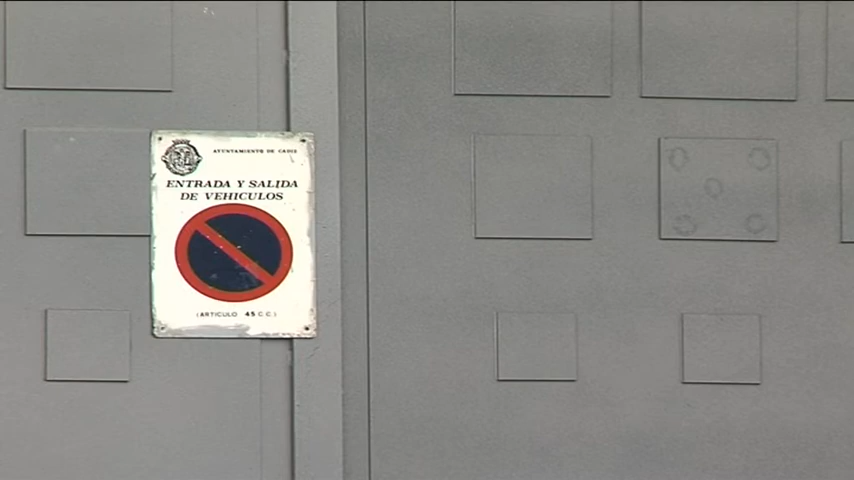 AYUNTAMIENTO DE CADIZ
ENTRADA Y SALIDA
DE VEHICULOS
(ARTICULO 45 C.C.)